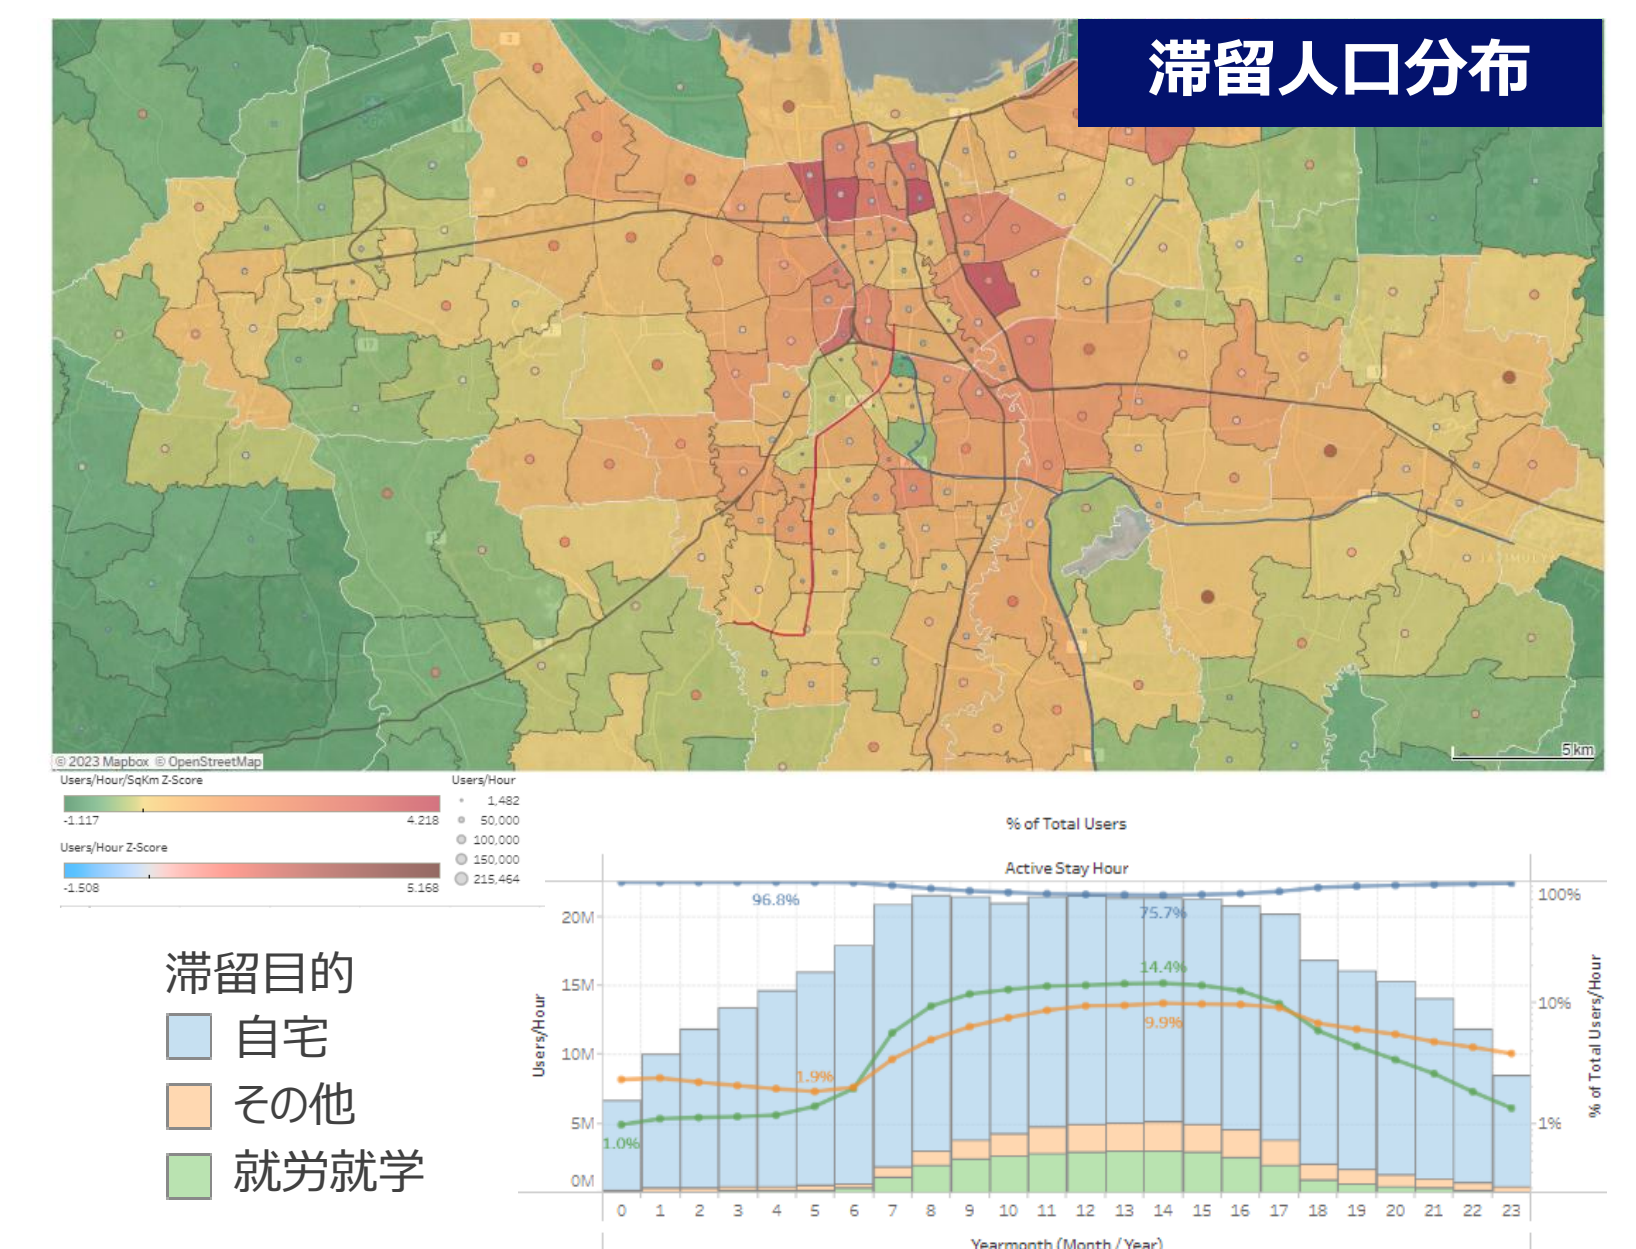 滞留人口分布
17
5 km
© 2023 Mapbox © OpenStreetMap
Users/Hour/SqKm Z-Score
-1.117
4.218
Users/Hour Z-Score
-1.508
5.168
Users/Hour
1,482
50,000
100,000
150,000
215,464
滞留目的
自宅
その他
就労就学
% of Total Users
Active Stay Hour
96.8%
75.7%
14.4%
9.9%
1.9%
1.0%
Users/Hour
20M
15M
10M
5M
0M
100%
10%
1%
% of Total Users/Hour
0 1 2 3 4 5 6 7 8 9 10 11 12 13 14 15 16 17 18 19 20 21 22 23
Yearmonth (Month / Year)